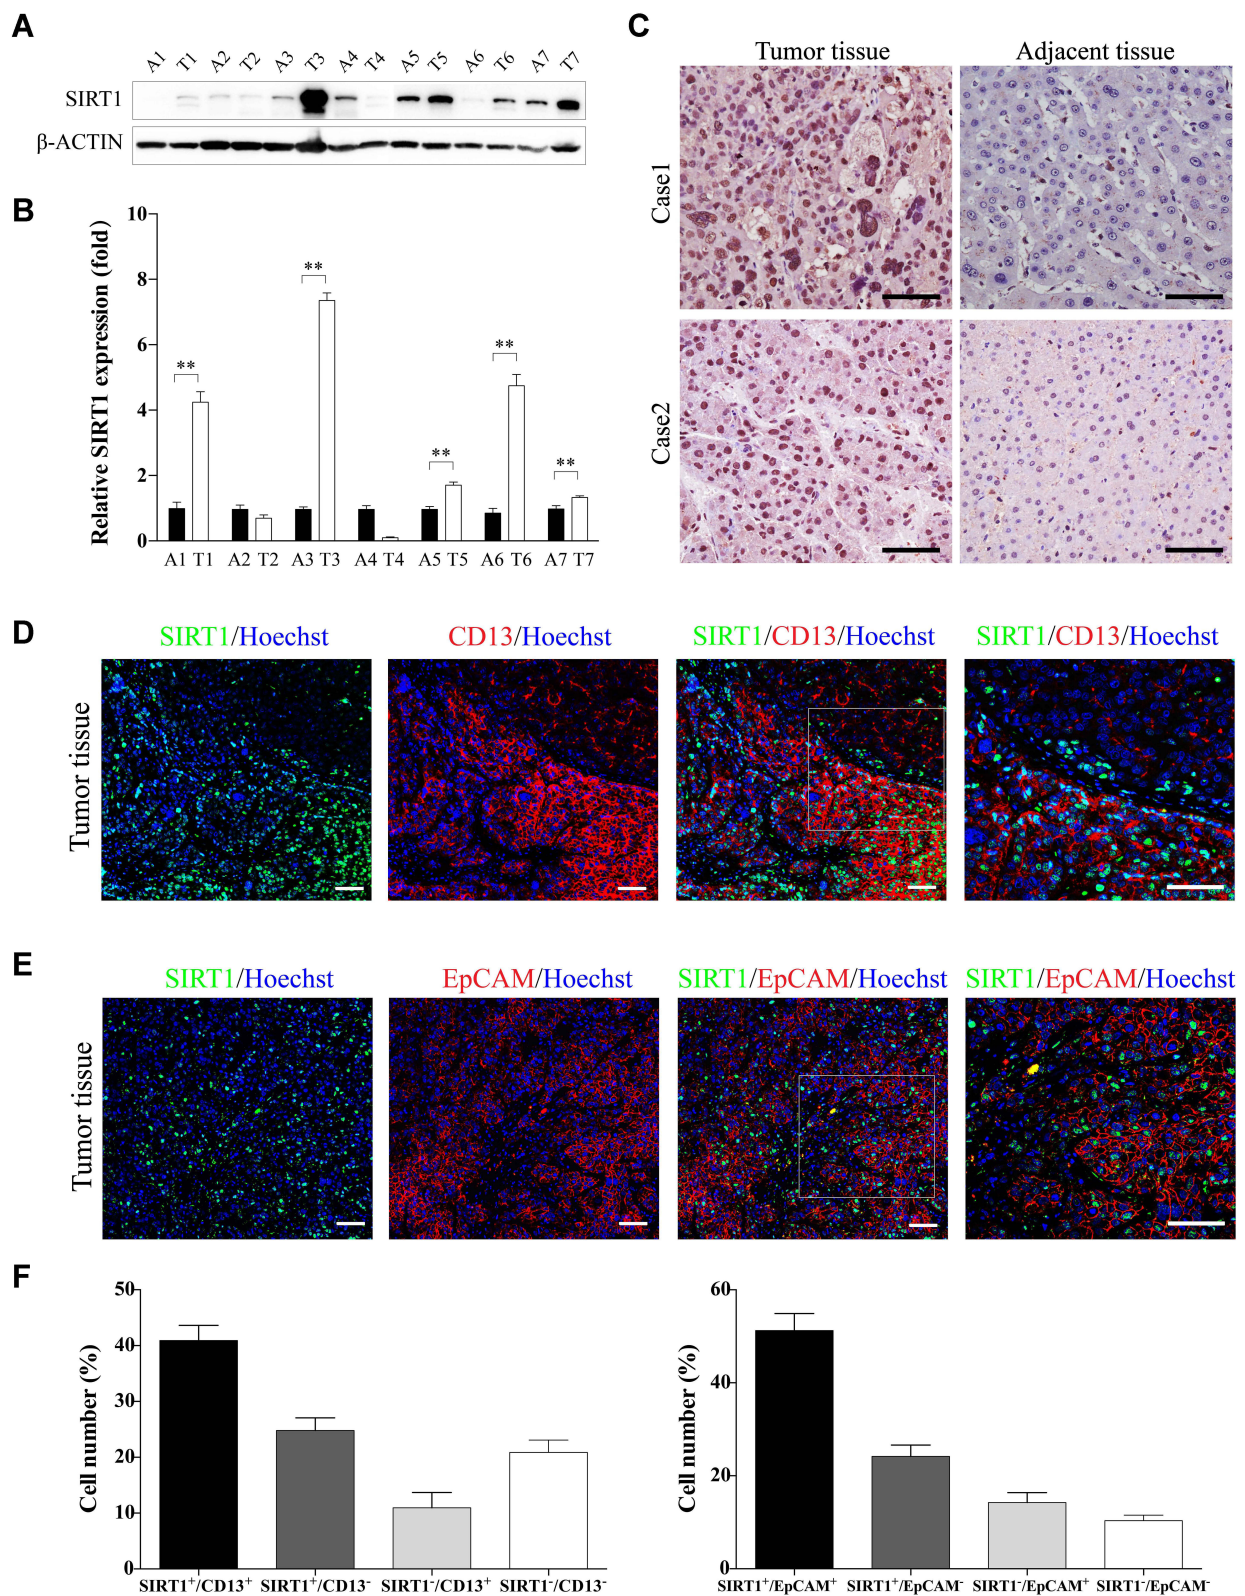 A
A1 T1 A2 T2 A3 T3 A4 T4 A5 T5 A6 T6 A7 T7
SIRT1
β-ACTIN
B
Relative SIRT1 expression (fold)
10
8
6
4
2
0
** ** ** ** **
A1 T1 A2 T2 A3 T3 A4 T4 A5 T5 A6 T6 A7 T7
C
Tumor tissue Adjacent tissue
Case1
Case2
D
SIRT1/Hoechst CD13/Hoechst SIRT1/CD13/Hoechst SIRT1/CD13/Hoechst
Tumor tissue
E
SIRT1/Hoechst EpCAM/Hoechst SIRT1/EpCAM/Hoechst SIRT1/EpCAM/Hoechst
Tumor tissue
F
Cell number (%)
50
40
30
20
10
0
SIRT1⁺/CD13⁺ SIRT1⁺/CD13⁻ SIRT1⁻/CD13⁺ SIRT1⁻/CD13⁻
Cell number (%)
60
40
20
0
SIRT1⁺/EpCAM⁺ SIRT1⁺/EpCAM⁻ SIRT1⁻/EpCAM⁺ SIRT1⁻/EpCAM⁻